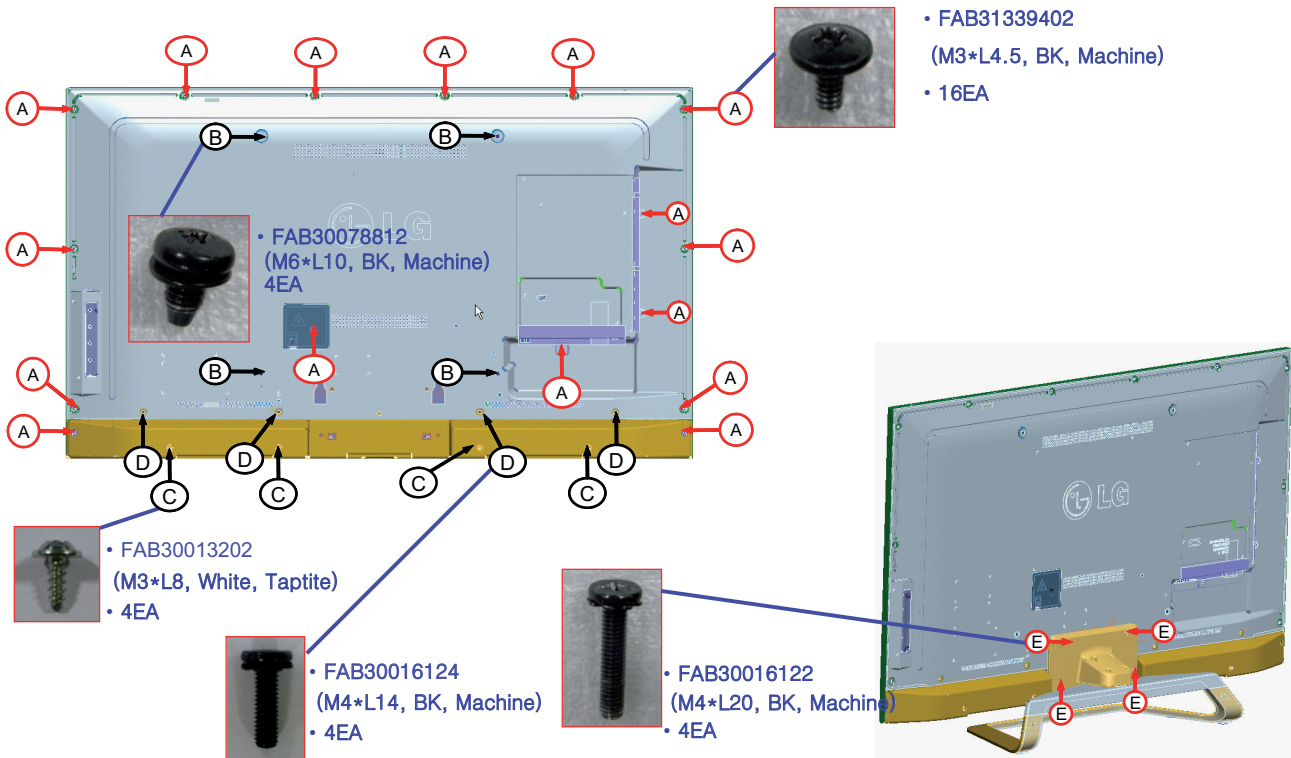 A
A
A
A
• FAB31339402
(M3*L4.5, BK, Machine)
• 16EA
A
A
B
B
A
LG
• FAB30078812
(M6*L10, BK, Machine)
4EA
A
A
A
A
B
B
A
A
A
A
A
D
D
D
D
C
C
C
C
• FAB30013202
(M3*L8, White, Taptite)
• 4EA
LG
• FAB30016124
(M4*L14, BK, Machine)
• 4EA
• FAB30016122
(M4*L20, BK, Machine)
• 4EA
E
E
E
E